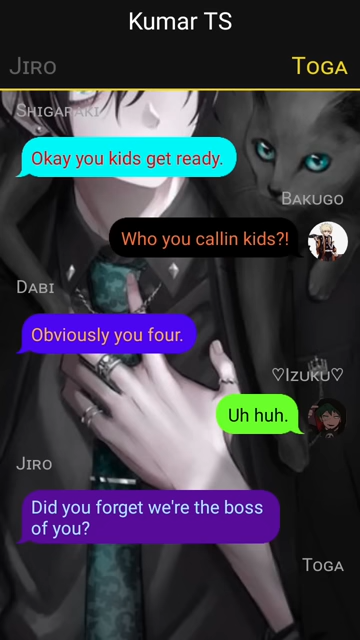 Kumar TS
Jiro
Toga
Shigaraki
Okay you kids get ready.
Bakugo
Who you callin kids?!
Dabi
Obviously you four.
♡Izuku♡
Uh huh.
Jiro
Did you forget we're the boss
of you?
Toga